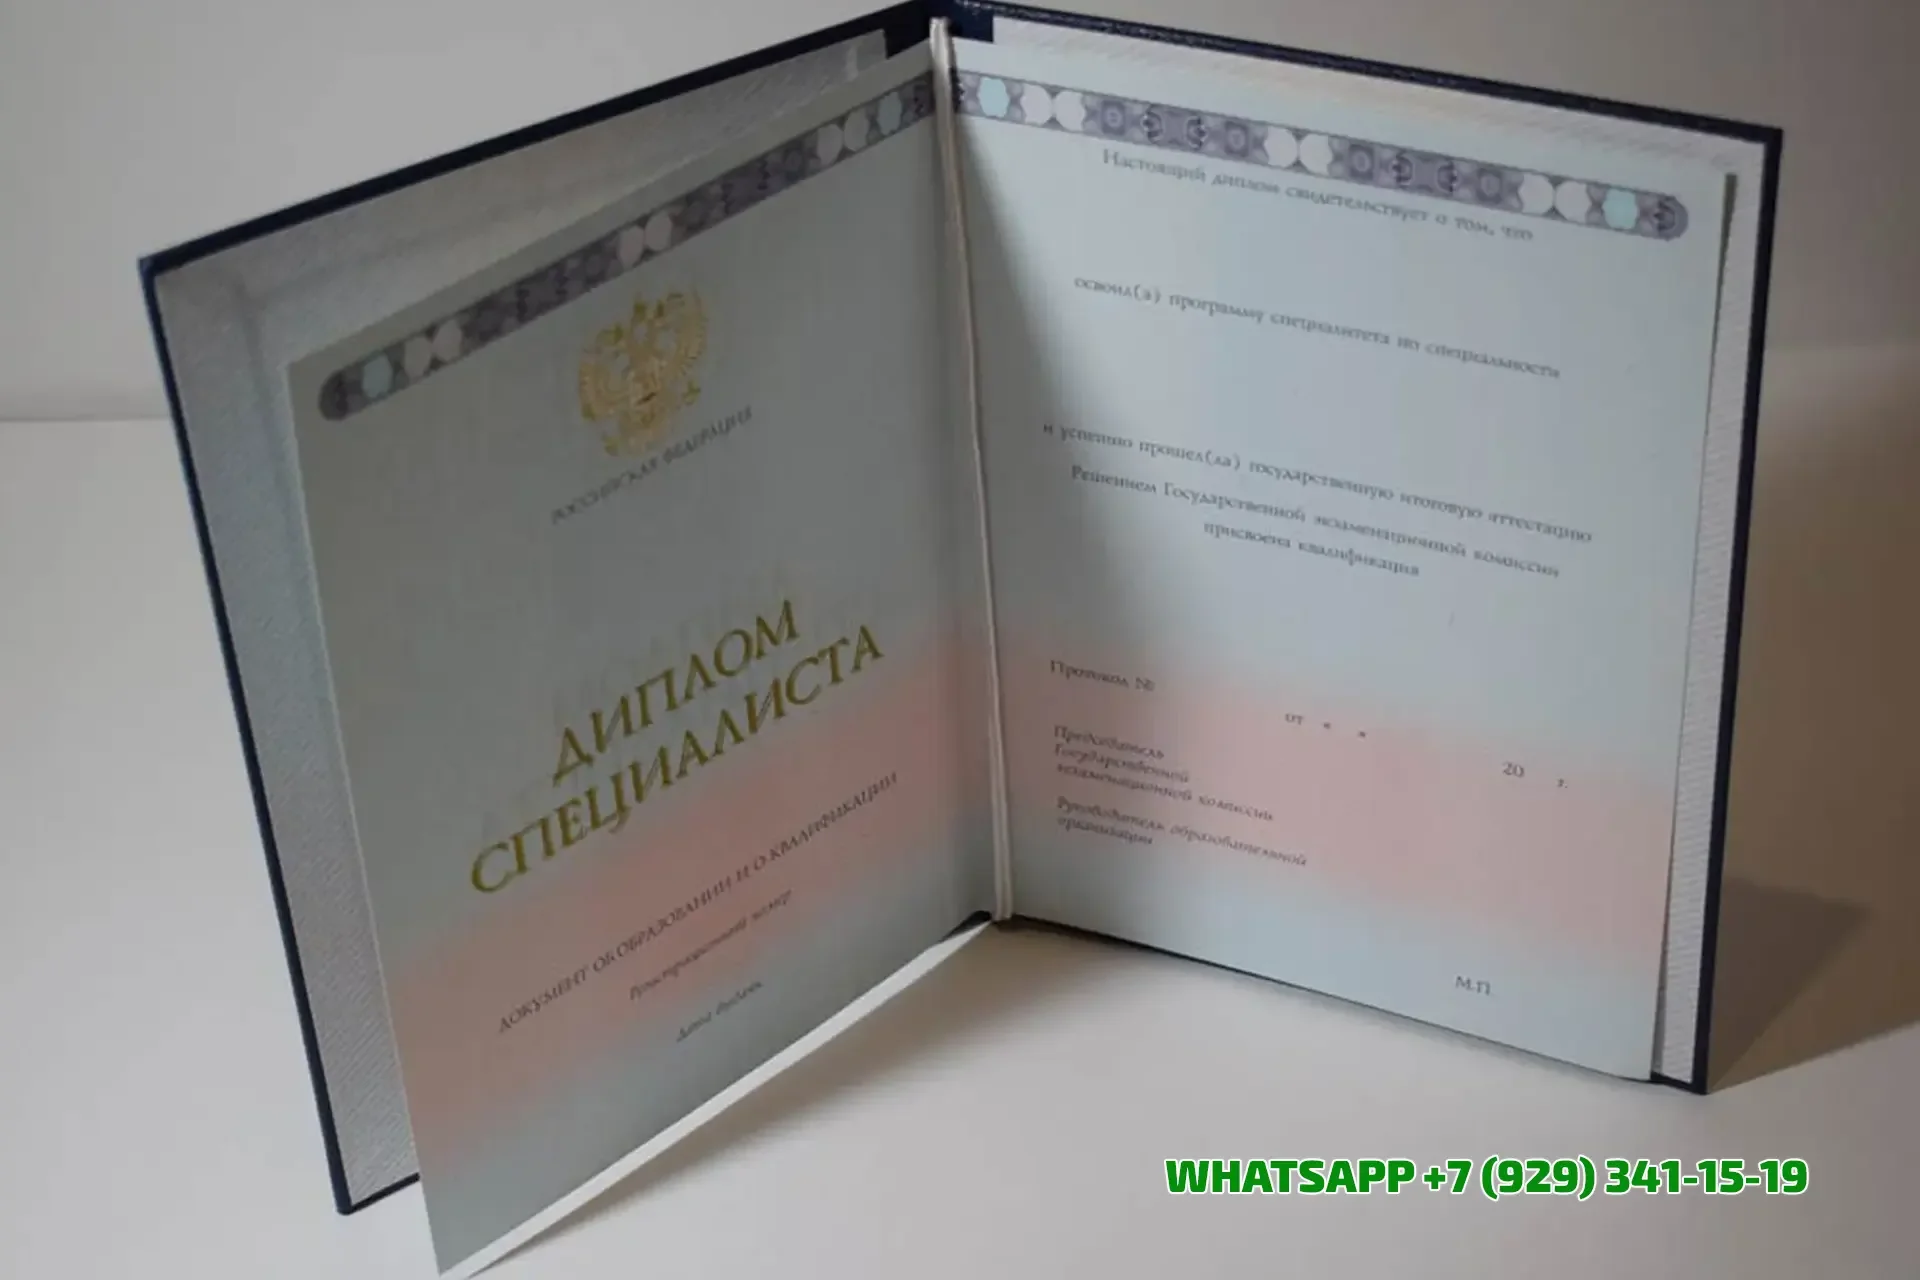 РОССИЙСКАЯ ФЕДЕРАЦИЯ
ДИПЛОМ
СПЕЦИАЛИСТА
ДОКУМЕНТ ОБ ОБРАЗОВАНИИ И О КВАЛИФИКАЦИИ
Регистрационный номер
Дата выдачи
Настоящий диплом свидетельствует о том, что
освоил(а) программу специалитета по специальности
и успешно прошел(ла) государственную итоговую аттестацию
Решением Государственной экзаменационной комиссии
присвоена квалификация
Протокол №
от « »
20 г.
Председатель
Государственной
экзаменационной комиссии
Руководитель образовательной
организации
М.П.
WHATSAPP +7 (929) 341-15-19